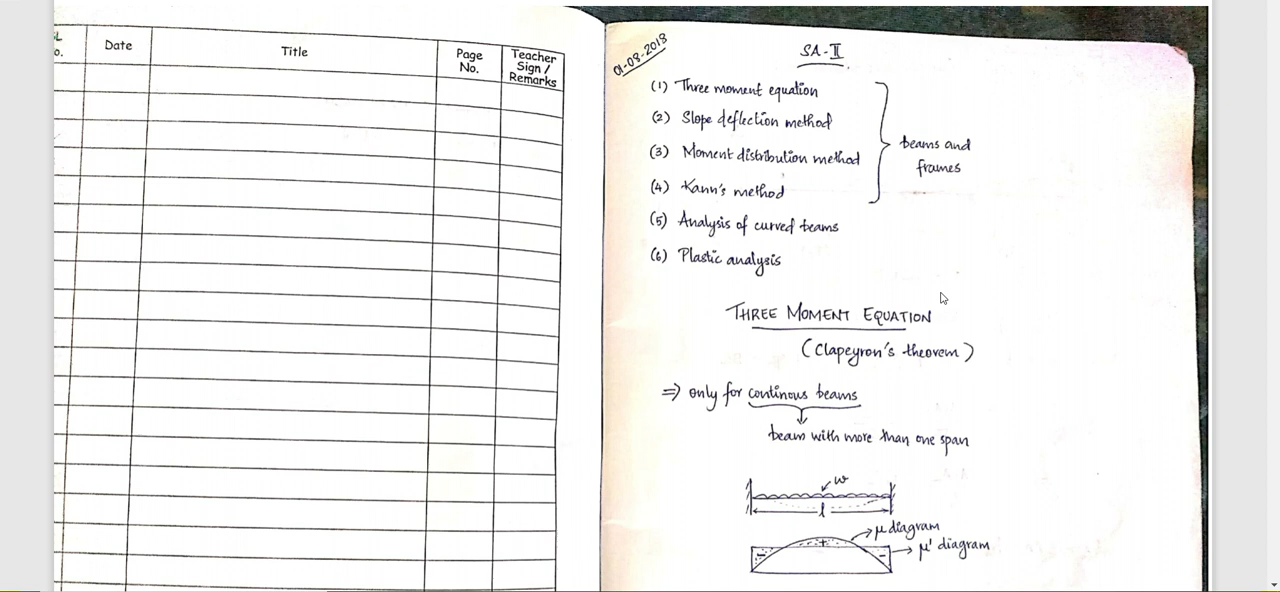 L
o.
Date
Title
Page
No.
Teacher
Sign /
Remarks
01-08-2018
SA-II
(1) Three moment equation
(2) Slope deflection method
(3) Moment distribution method
(4) Kann's method
beams and
frames
(5) Analysis of curved beams
(6) Plastic analysis
THREE MOMENT EQUATION
(Clapeyron's theorem)
⇒ only for continous beams
beam with more than one span
w
l
+
μ diagram
− −
μ' diagram